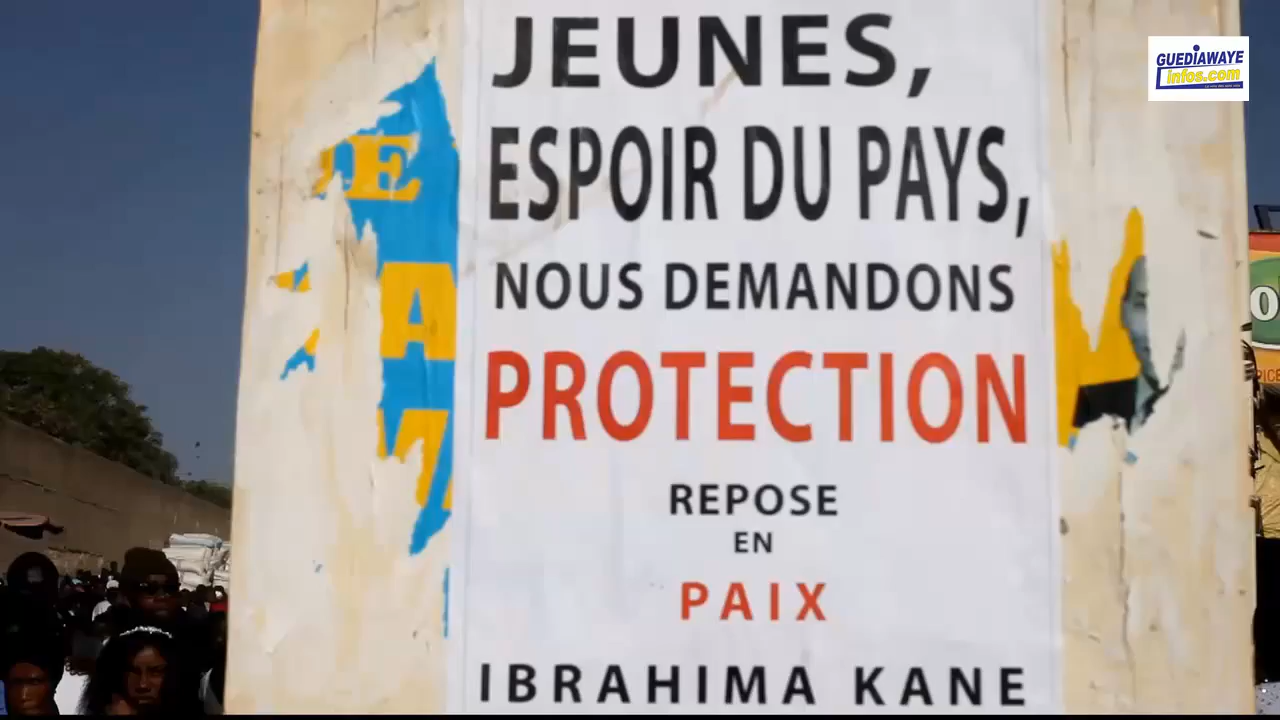 JEUNES,
ESPOIR DU PAYS,
NOUS DEMANDONS
PROTECTION
REPOSE
EN
PAIX
IBRAHIMA KANE
GUEDIAWAYE
infos.com
E
A
O